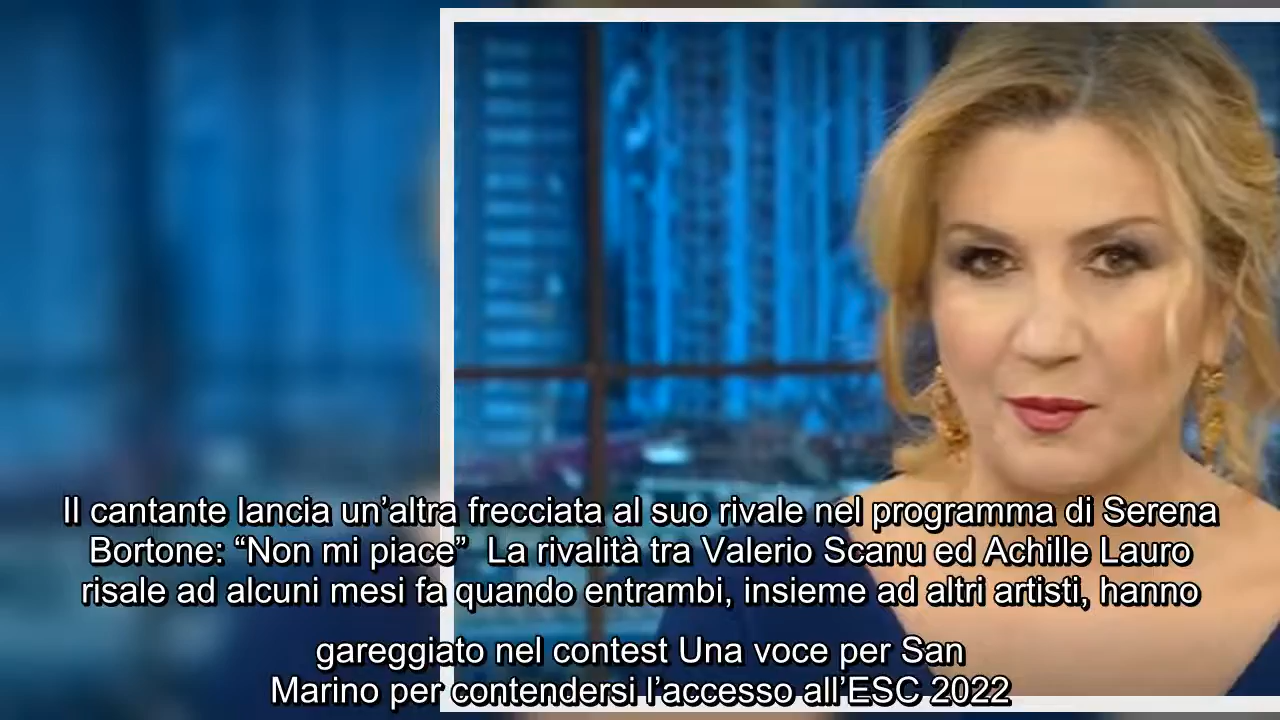 Il cantante lancia un’altra frecciata al suo rivale nel programma di Serena
Bortone: “Non mi piace”  La rivalità tra Valerio Scanu ed Achille Lauro
risale ad alcuni mesi fa quando entrambi, insieme ad altri artisti, hanno
gareggiato nel contest Una voce per San
Marino per contendersi l’accesso all’ESC 2022